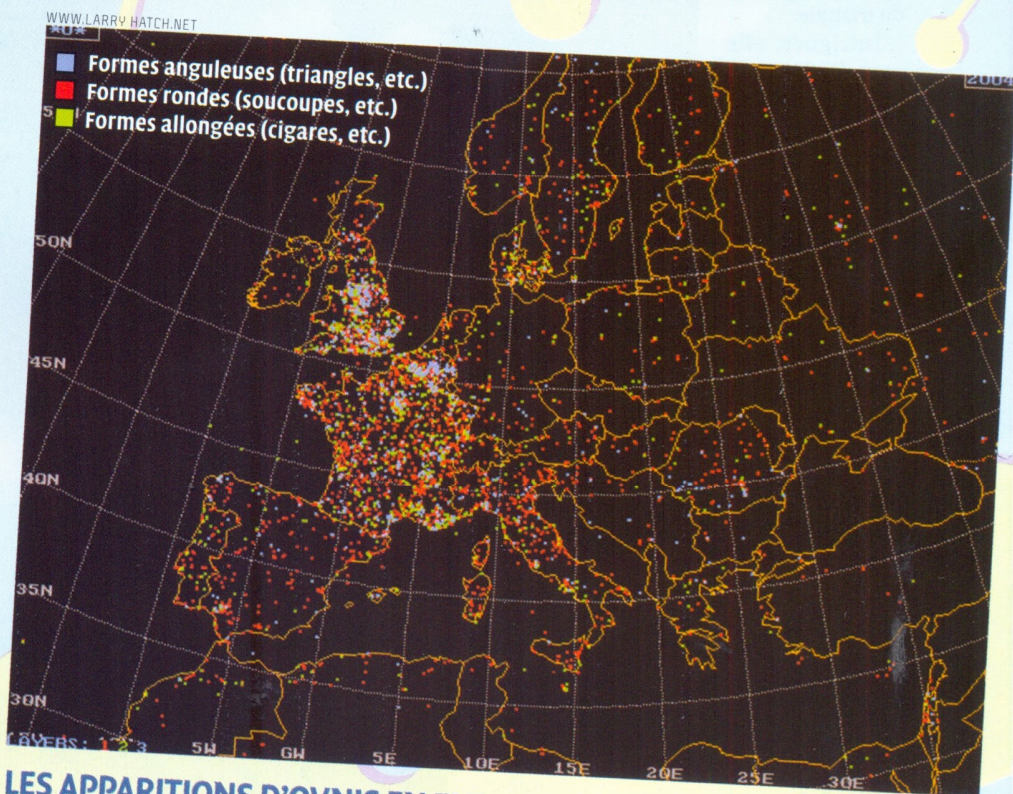 WWW.LARRY HATCH.NET
*U*
2004
Formes anguleuses (triangles, etc.)
Formes rondes (soucoupes, etc.)
Formes allongées (cigares, etc.)
50N
45N
40N
35N
30N
LAYERS: 1 2 3
5W
GW
5E
10E
15E
20E
25E
30E
LES APPARITIONS D'OVNIS